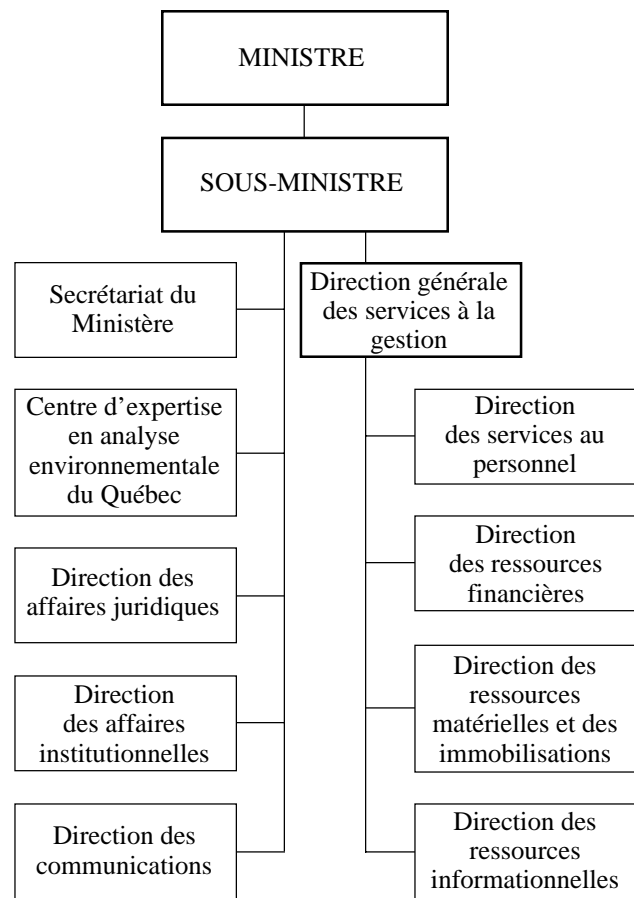 MINISTRE
SOUS-MINISTRE
Secrétariat du
Ministère
Direction générale
des services à la
gestion
Centre d’expertise
en analyse
environnementale
du Québec
Direction
des services au
personnel
Direction des
affaires juridiques
Direction
des ressources
financières
Direction
des affaires
institutionnelles
Direction des
ressources
matérielles et des
immobilisations
Direction des
communications
Direction des
ressources
informationnelles